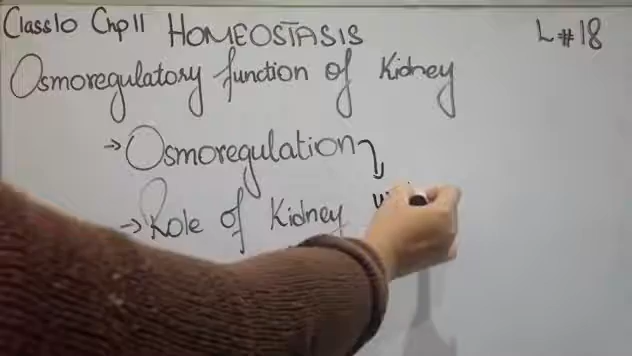 Class10 Chp11 HOMEOSTASIS L#18
Osmoregulatory function of Kidney
→Osmoregulation
→Role of Kidney